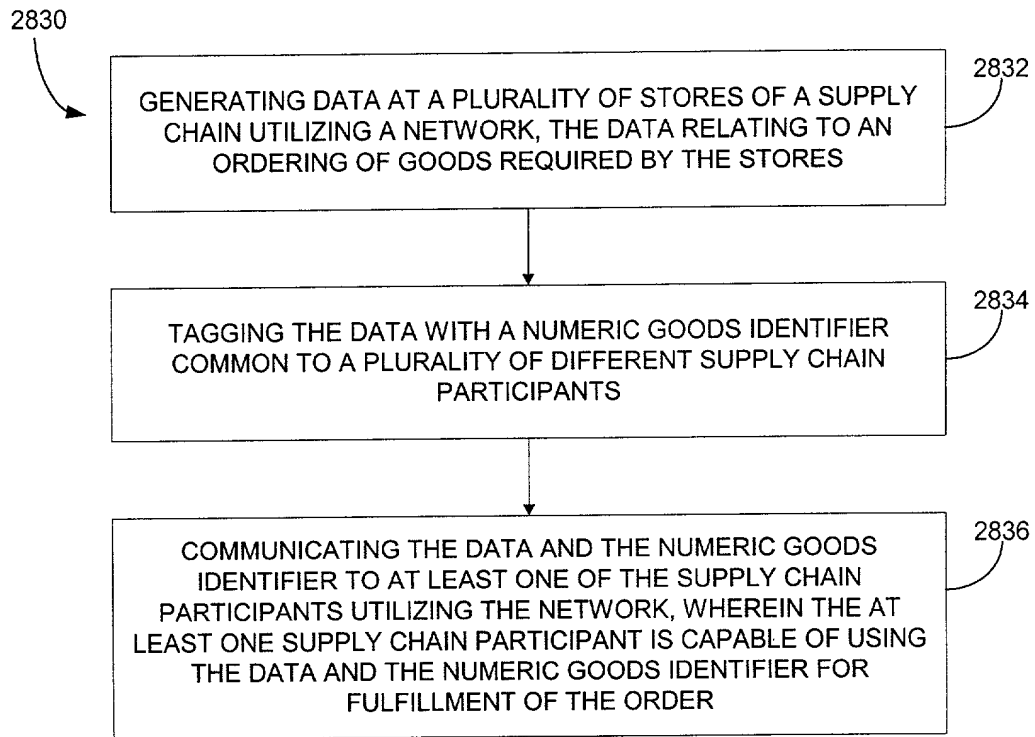 2830
2832
GENERATING DATA AT A PLURALITY OF STORES OF A SUPPLY
CHAIN UTILIZING A NETWORK, THE DATA RELATING TO AN
ORDERING OF GOODS REQUIRED BY THE STORES
2834
TAGGING THE DATA WITH A NUMERIC GOODS IDENTIFIER
COMMON TO A PLURALITY OF DIFFERENT SUPPLY CHAIN
PARTICIPANTS
2836
COMMUNICATING THE DATA AND THE NUMERIC GOODS
IDENTIFIER TO AT LEAST ONE OF THE SUPPLY CHAIN
PARTICIPANTS UTILIZING THE NETWORK, WHEREIN THE AT
LEAST ONE SUPPLY CHAIN PARTICIPANT IS CAPABLE OF USING
THE DATA AND THE NUMERIC GOODS IDENTIFIER FOR
FULFILLMENT OF THE ORDER